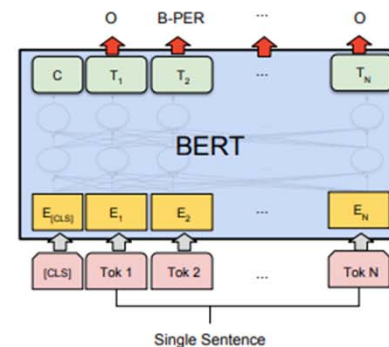 O B-PER ... O
C T1 T2 ... TN
BERT
E[CLS] E1 E2 ... EN
[CLS] Tok 1 Tok 2 ... Tok N
Single Sentence